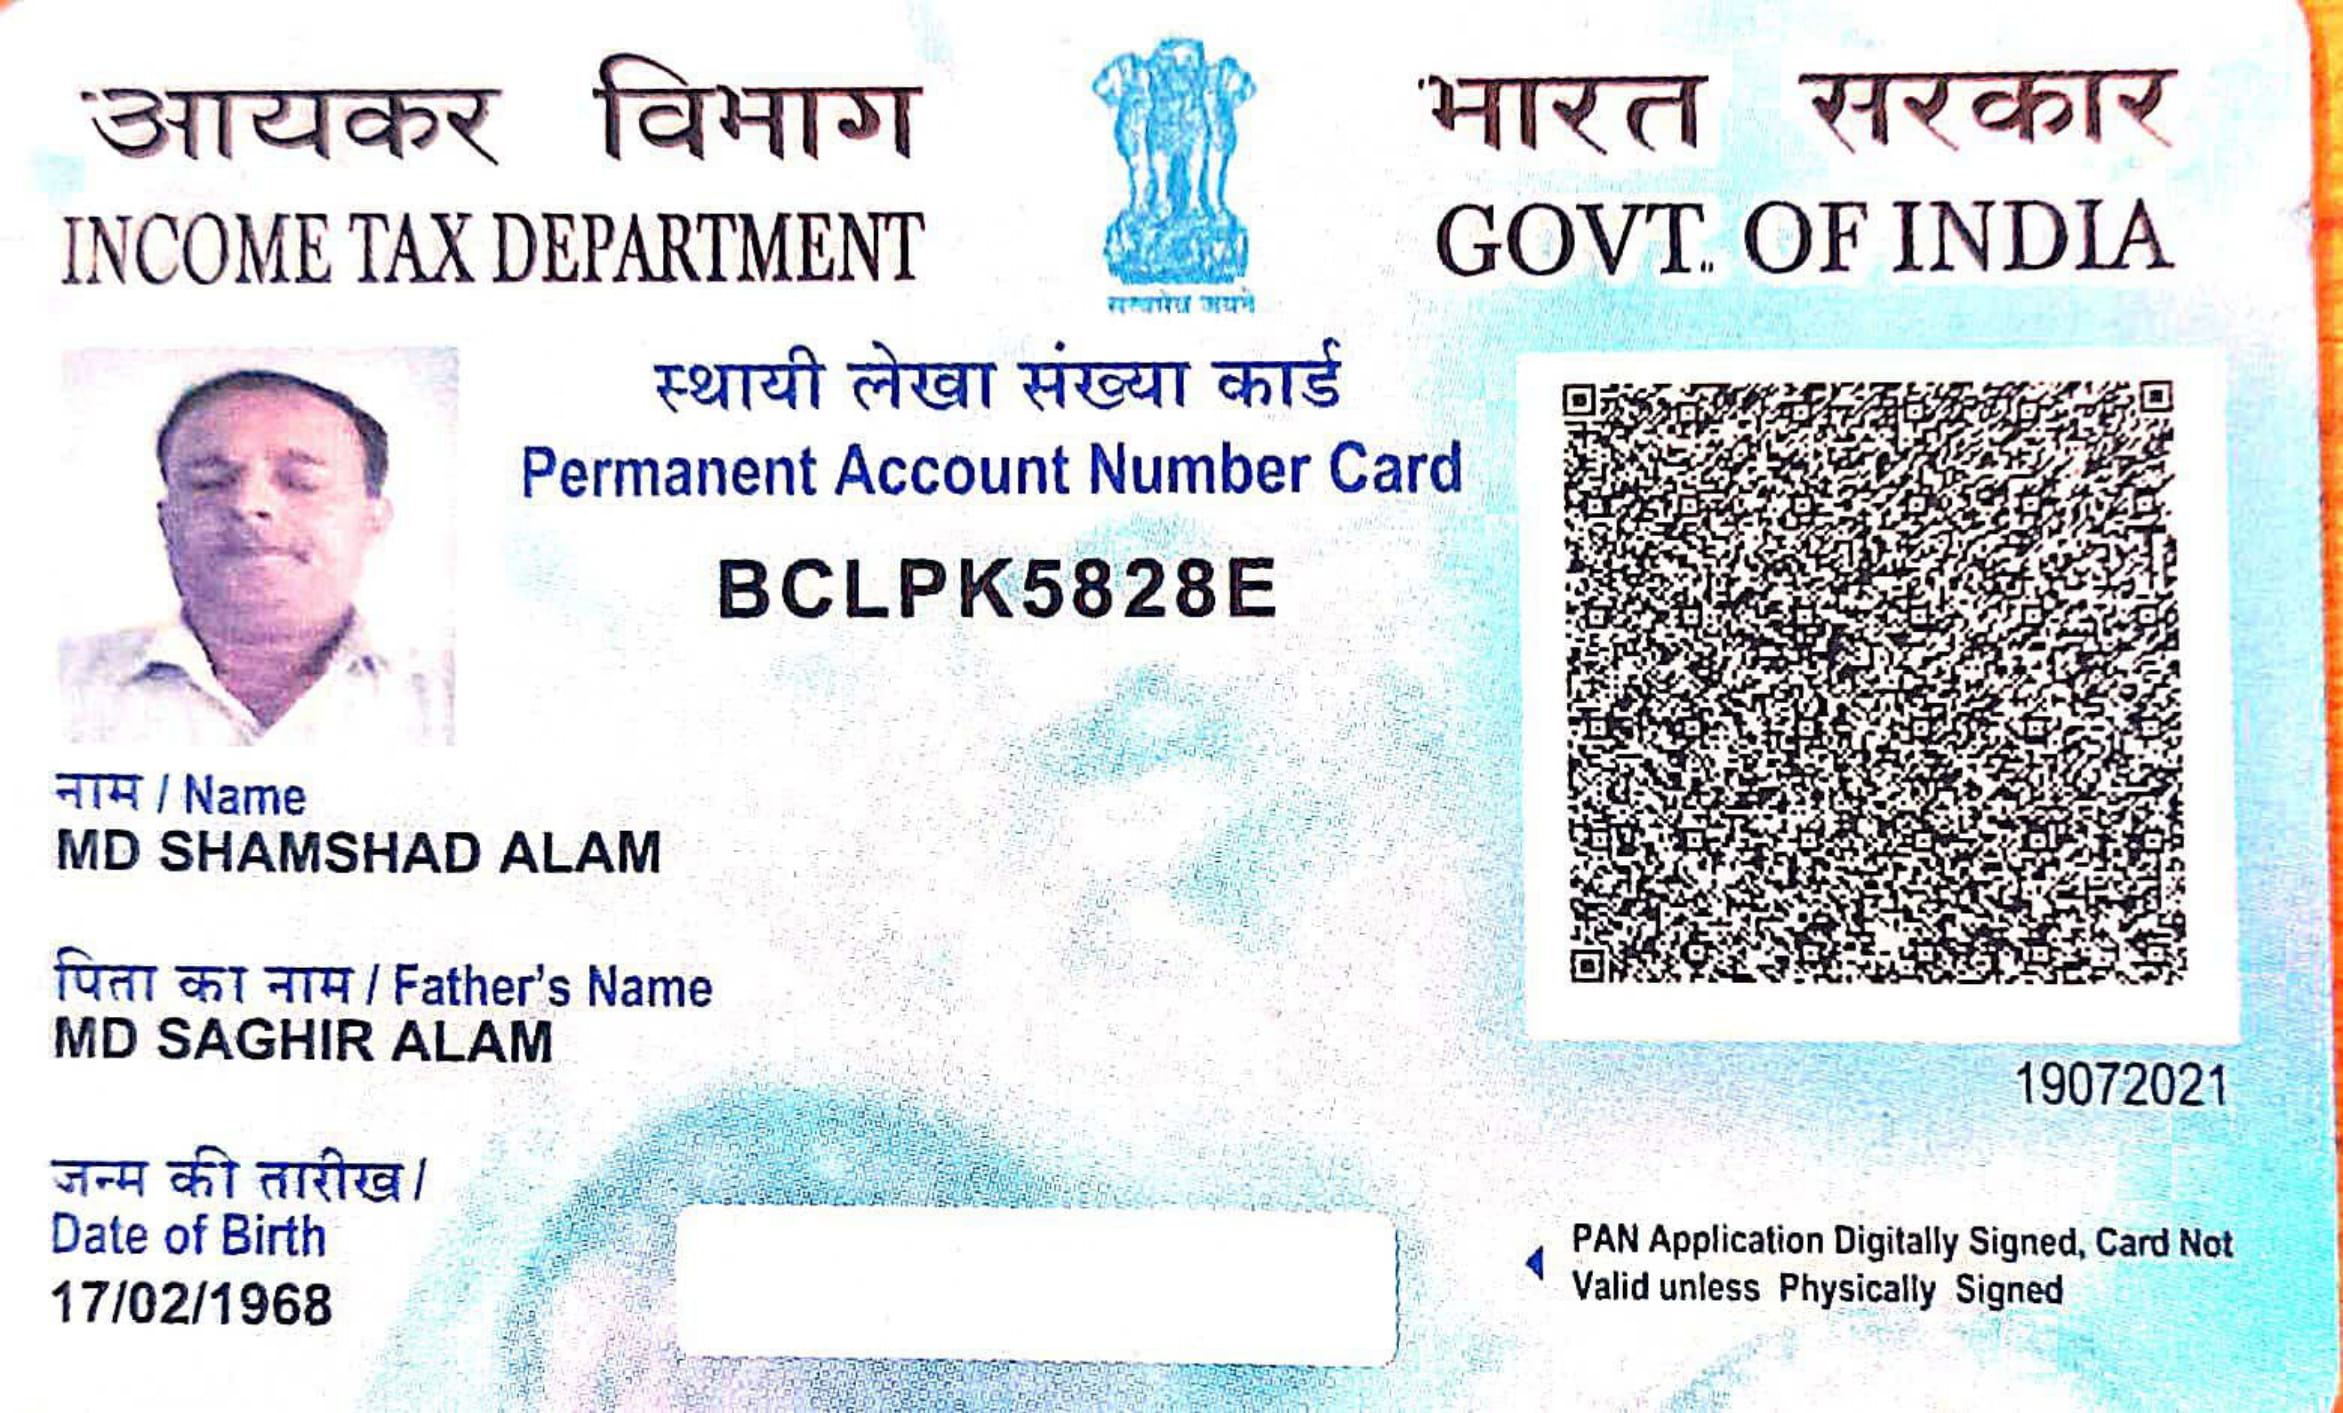 आयकर विभाग
INCOME TAX DEPARTMENT
सत्यमेव जयते
भारत सरकार
GOVT. OF INDIA
स्थायी लेखा संख्या कार्ड
Permanent Account Number Card
BCLPK5828E
नाम / Name
MD SHAMSHAD ALAM
पिता का नाम / Father's Name
MD SAGHIR ALAM
19072021
जन्म की तारीख /
Date of Birth
17/02/1968
PAN Application Digitally Signed, Card Not
Valid unless Physically Signed